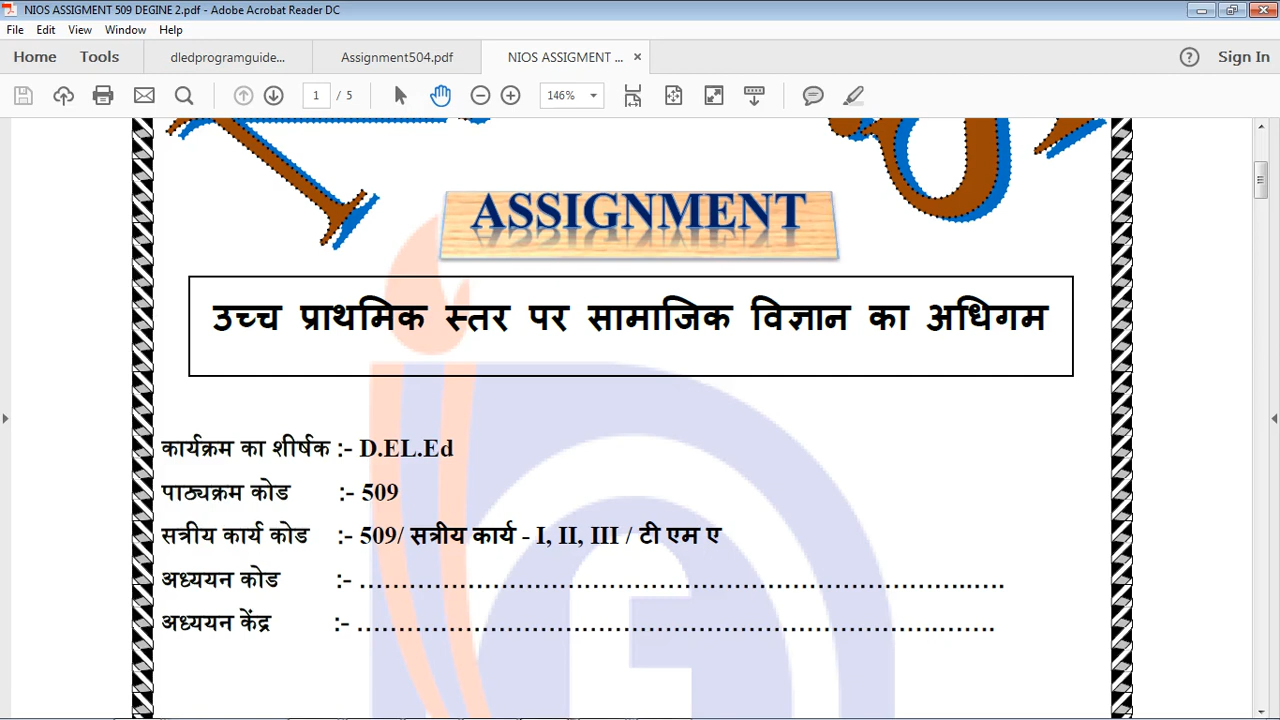 NIOS ASSIGMENT 509 DEGINE 2.pdf - Adobe Acrobat Reader DC
File Edit View Window Help
Home Tools dledprogramguide... Assignment504.pdf NIOS ASSIGMENT ... × Sign In
1 / 5 146%
ASSIGNMENT
उच्च प्राथमिक स्तर पर सामाजिक विज्ञान का अधिगम
कार्यक्रम का शीर्षक :- D.EL.Ed
पाठ्यक्रम कोड :- 509
सत्रीय कार्य कोड :- 509/ सत्रीय कार्य - I, II, III / टी एम ए
अध्ययन कोड :- ……………………………………………………………………………..….
अध्ययन केंद्र :- …………………………………………………………………………….…….